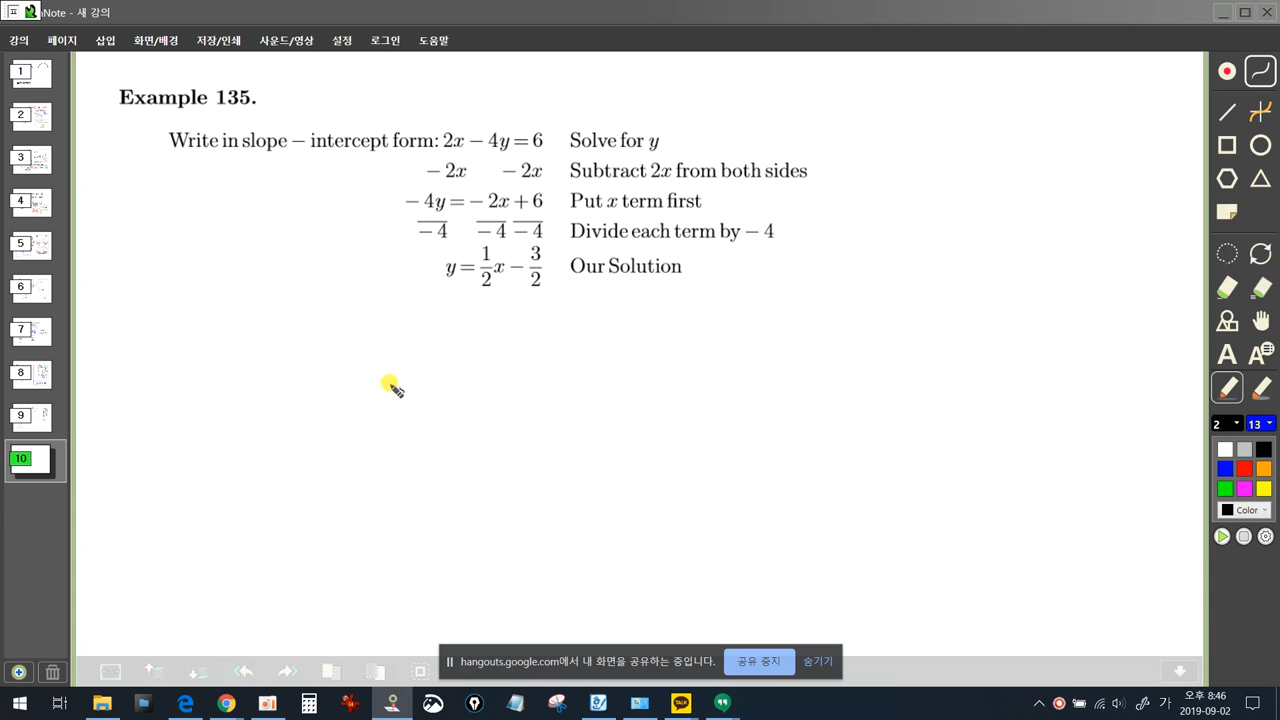 Note - 새 강의
강의 페이지 삽입 화면/배경 저장/인쇄 사운드/영상 설정 로그인 도움말
1
2
3
4
5
6
7
8
9
10
Example 135.
Write in slope − intercept form: 2x − 4y = 6 Solve for y
− 2x − 2x Subtract 2x from both sides
− 4y = − 2x + 6 Put x term first
− 4 − 4 − 4 Divide each term by − 4
y = 1/2 x − 3/2 Our Solution
A A
2 13
Color
hangouts.google.com에서 내 화면을 공유하는 중입니다. 공유 중지 숨기기
TALK
가 오후 8:46
2019-09-02